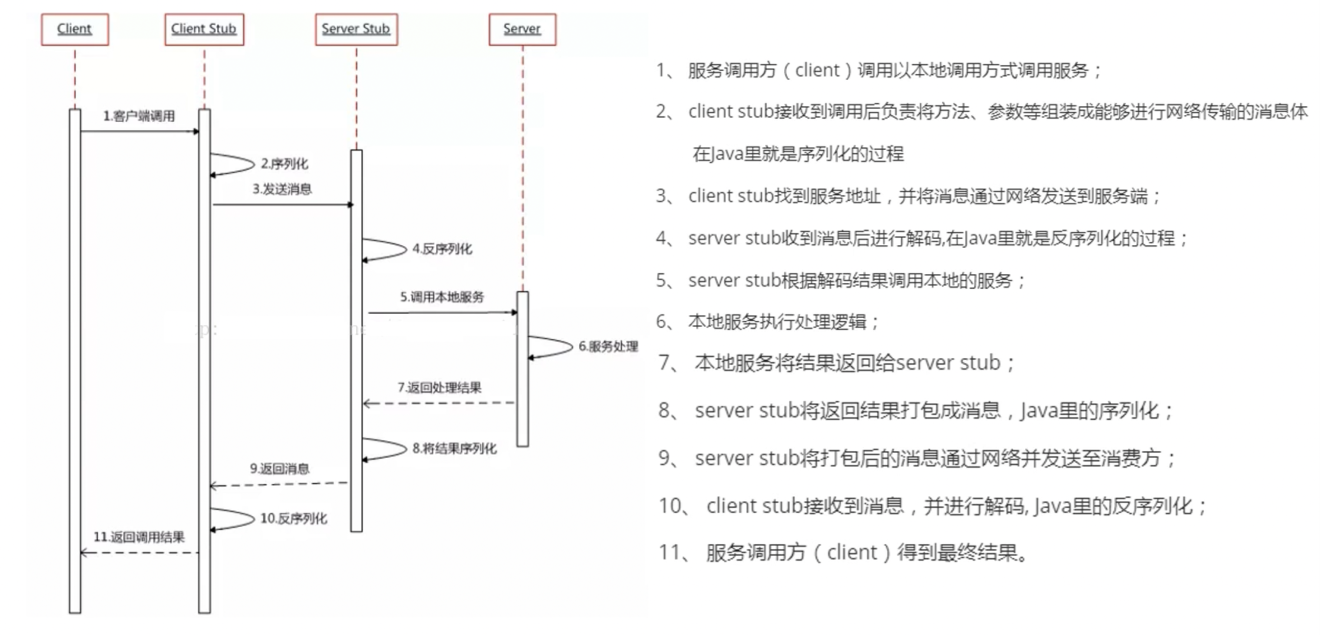 Client
Client Stub
Server Stub
Server
1.客户端调用
2.序列化
3.发送消息
4.反序列化
5.调用本地服务
6.服务处理
7.返回处理结果
8.将结果序列化
9.返回消息
10.反序列化
11.返回调用结果
1、 服务调用方（client）调用以本地调用方式调用服务；
2、 client stub接收到调用后负责将方法、参数等组装成能够进行网络传输的消息体
在Java里就是序列化的过程
3、 client stub找到服务地址，并将消息通过网络发送到服务端；
4、 server stub收到消息后进行解码,在Java里就是反序列化的过程；
5、 server stub根据解码结果调用本地的服务；
6、 本地服务执行处理逻辑；
7、 本地服务将结果返回给server stub；
8、 server stub将返回结果打包成消息，Java里的序列化；
9、 server stub将打包后的消息通过网络并发送至消费方；
10、 client stub接收到消息，并进行解码, Java里的反序列化；
11、 服务调用方（client）得到最终结果。